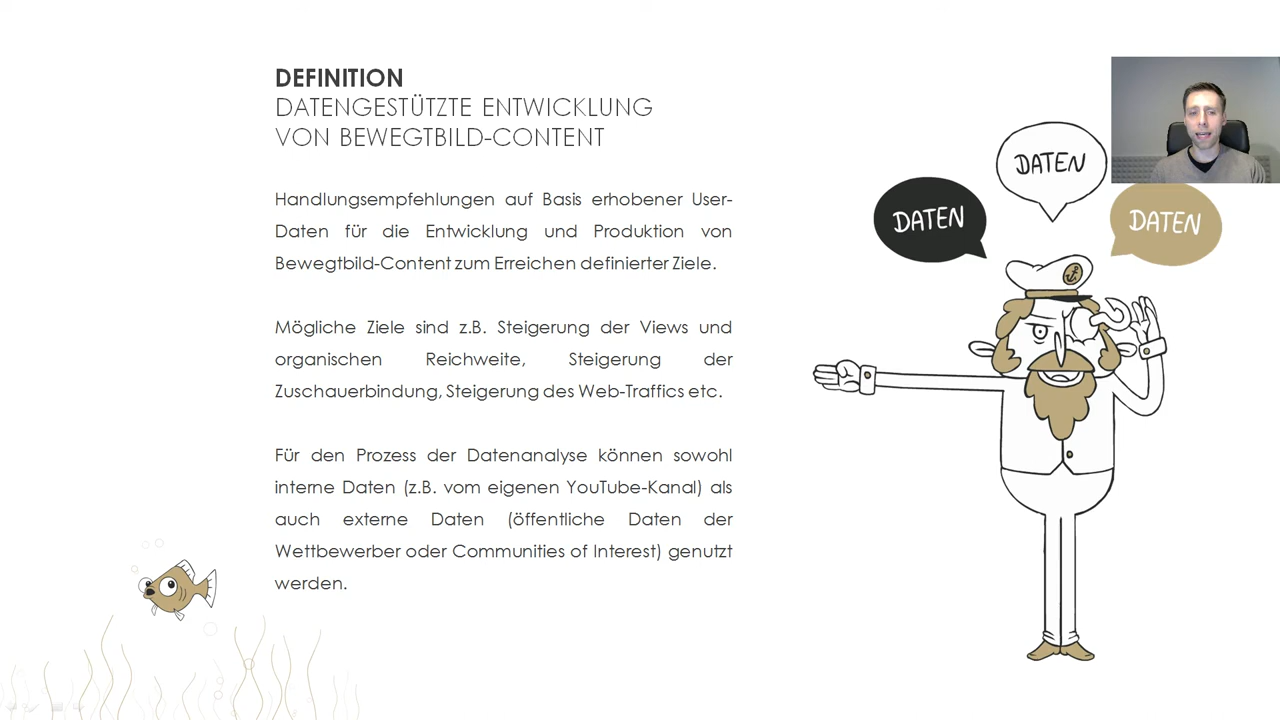 DEFINITION
DATENGESTÜTZTE ENTWICKLUNG
VON BEWEGTBILD-CONTENT
Handlungsempfehlungen auf Basis erhobener User-
Daten für die Entwicklung und Produktion von
Bewegtbild-Content zum Erreichen definierter Ziele.
Mögliche Ziele sind z.B. Steigerung der Views und
organischen Reichweite, Steigerung der
Zuschauerbindung, Steigerung des Web-Traffics etc.
Für den Prozess der Datenanalyse können sowohl
interne Daten (z.B. vom eigenen YouTube-Kanal) als
auch externe Daten (öffentliche Daten der
Wettbewerber oder Communities of Interest) genutzt
werden.
DATEN
DATEN
DATEN